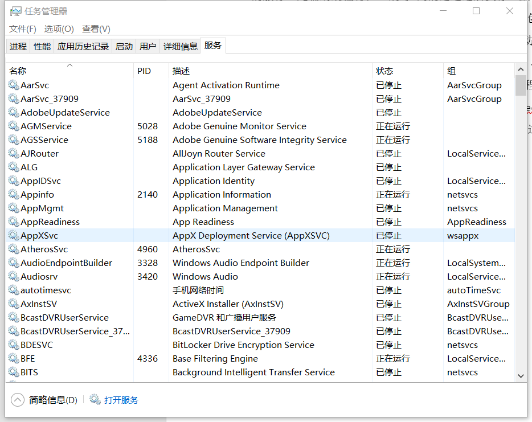 任务管理器
文件(F) 选项(O) 查看(V)
进程 性能 应用历史记录 启动 用户 详细信息 服务
名称 PID 描述 状态 组
AarSvc Agent Activation Runtime 已停止 AarSvcGroup
AarSvc_37909 AarSvc_37909 已停止 AarSvcGroup
AdobeUpdateService AdobeUpdateService 已停止
AGMService 5028 Adobe Genuine Monitor Service 正在运行
AGSService 5188 Adobe Genuine Software Integrity Service 正在运行
AJRouter AllJoyn Router Service 已停止 LocalService...
ALG Application Layer Gateway Service 已停止
AppIDSvc Application Identity 已停止 LocalService...
Appinfo 2140 Application Information 正在运行 netsvcs
AppMgmt Application Management 已停止 netsvcs
AppReadiness App Readiness 已停止 AppReadiness
AppXSvc AppX Deployment Service (AppXSVC) 已停止 wsappx
AtherosSvc 4960 AtherosSvc 正在运行
AudioEndpointBuilder 3328 Windows Audio Endpoint Builder 正在运行 LocalSystem...
Audiosrv 3420 Windows Audio 正在运行 LocalService...
autotimesvc 手机网络时间 已停止 autoTimeSvc
AxInstSV ActiveX Installer (AxInstSV) 已停止 AxInstSVGroup
BcastDVRUserService GameDVR 和广播用户服务 已停止 BcastDVRUse...
BcastDVRUserService_37... BcastDVRUserService_37909 已停止 BcastDVRUse...
BDESVC BitLocker Drive Encryption Service 已停止 netsvcs
BFE 4336 Base Filtering Engine 正在运行 LocalService...
BITS Background Intelligent Transfer Service 已停止 netsvcs
简略信息(D) 打开服务